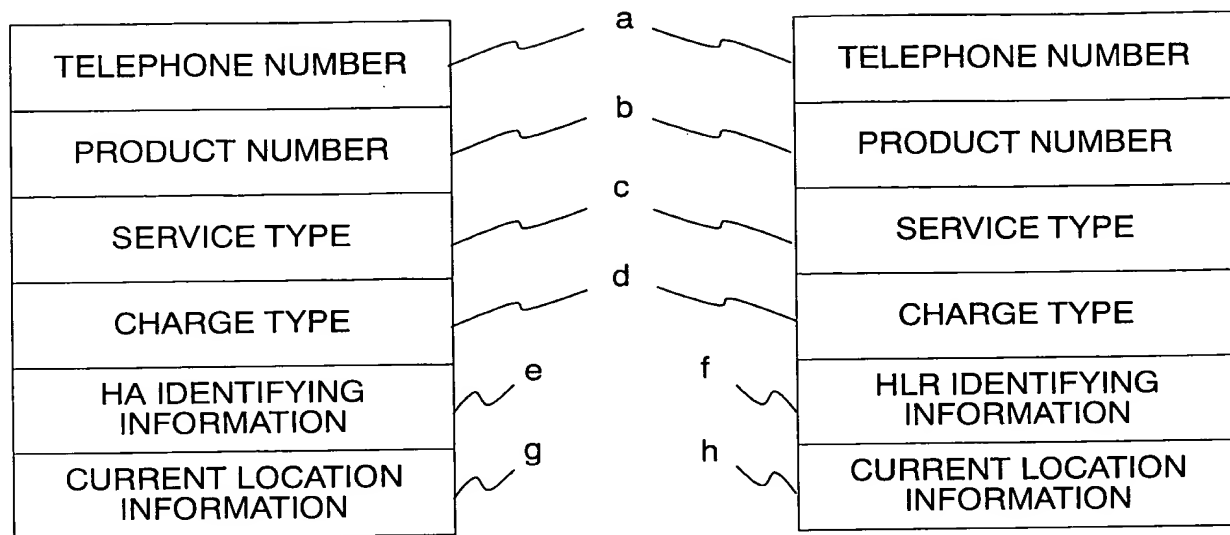 TELEPHONE NUMBER
PRODUCT NUMBER
SERVICE TYPE
CHARGE TYPE
HA IDENTIFYING
INFORMATION
CURRENT LOCATION
INFORMATION
a
b
c
d
e
f
g
h
TELEPHONE NUMBER
PRODUCT NUMBER
SERVICE TYPE
CHARGE TYPE
HLR IDENTIFYING
INFORMATION
CURRENT LOCATION
INFORMATION